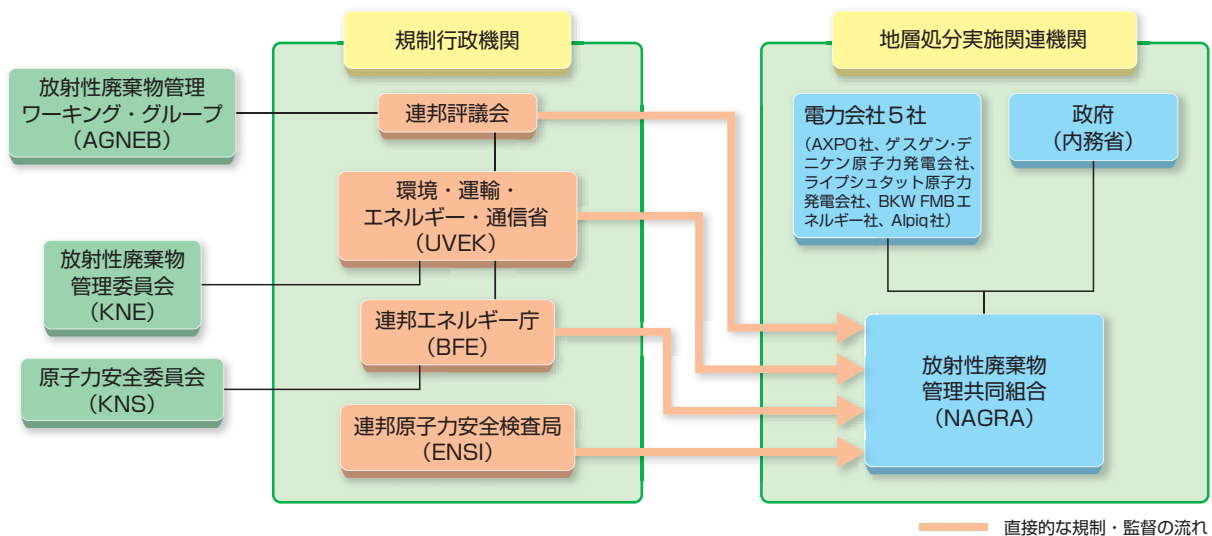 規制行政機関
地層処分実施関連機関
放射性廃棄物管理
ワーキング・グループ
(AGNEB)
連邦評議会
環境・運輸・
エネルギー・通信省
(UVEK)
放射性廃棄物
管理委員会
(KNE)
連邦エネルギー庁
(BFE)
原子力安全委員会
(KNS)
連邦原子力安全検査局
(ENSI)
電力会社5社
(AXPO社、ゲスゲン・デ
ニケン原子力発電会社、
ライプシュタット原子力
発電会社、BKW FMBエ
ネルギー社、Alpiq社)
政府
(内務省)
放射性廃棄物
管理共同組合
(NAGRA)
直接的な規制・監督の流れ